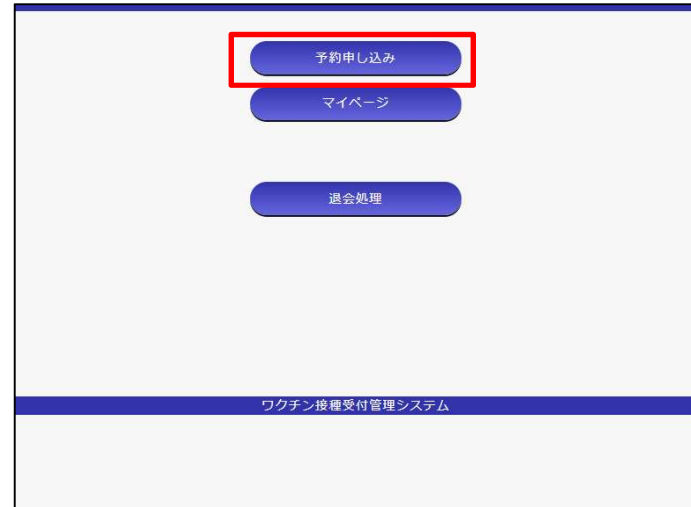 予約申し込み
マイページ
退会処理
ワクチン接種受付管理システム